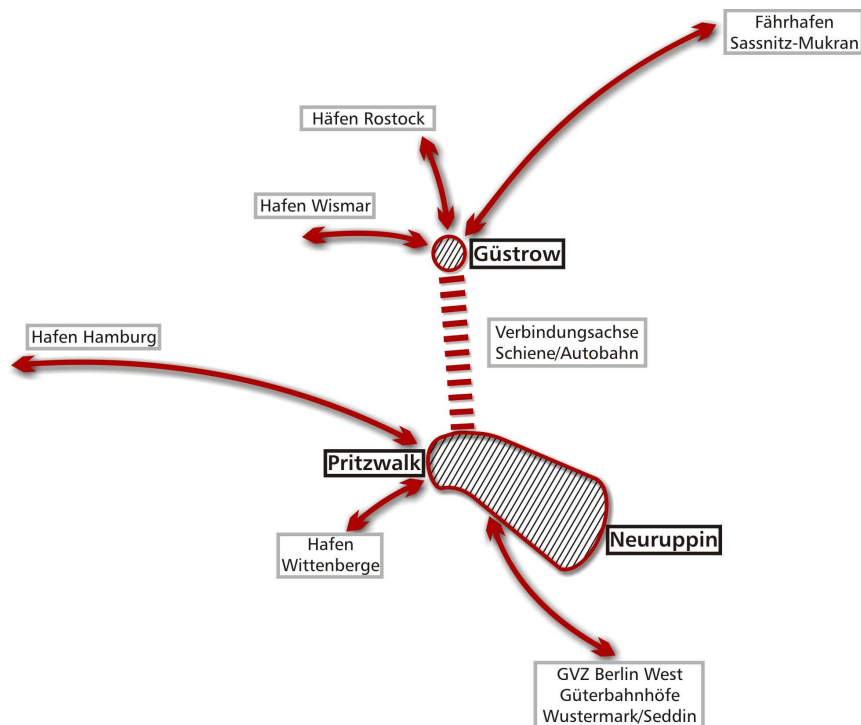 Fährhafen
Sassnitz-Mukran
Häfen Rostock
Hafen Wismar
Güstrow
Verbindungsachse
Schiene/Autobahn
Hafen Hamburg
Pritzwalk
Hafen
Wittenberge
Neuruppin
GVZ Berlin West
Güterbahnhöfe
Wustermark/Seddin